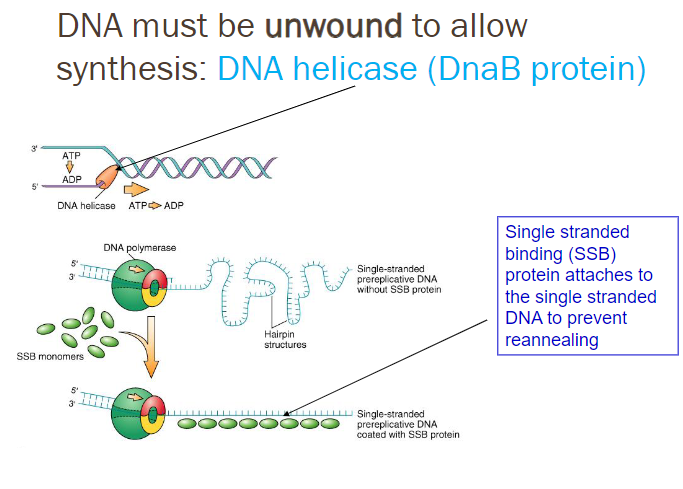 DNA must be unwound to allow
synthesis: DNA helicase (DnaB protein)
3'
ATP
ADP
5'
DNA helicase
ATP ADP
DNA polymerase
5'
3'
Single-stranded
prereplicative DNA
without SSB protein
Hairpin
structures
SSB monomers
Single stranded
binding (SSB)
protein attaches to
the single stranded
DNA to prevent
reannealing
5'
3'
Single-stranded
prereplicative DNA
coated with SSB protein